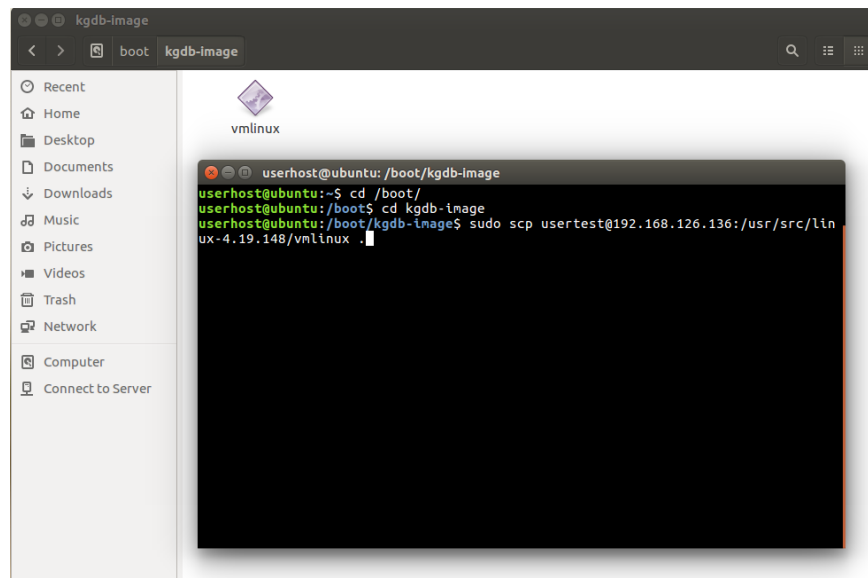 kgdb-image
boot kgdb-image
Recent
Home
Desktop
Documents
Downloads
Music
Pictures
Videos
Trash
Network
Computer
Connect to Server
vmlinux
userhost@ubuntu: /boot/kgdb-image
userhost@ubuntu:~$ cd /boot/
userhost@ubuntu:/boot$ cd kgdb-image
userhost@ubuntu:/boot/kgdb-image$ sudo scp usertest@192.168.126.136:/usr/src/lin
ux-4.19.148/vmlinux .